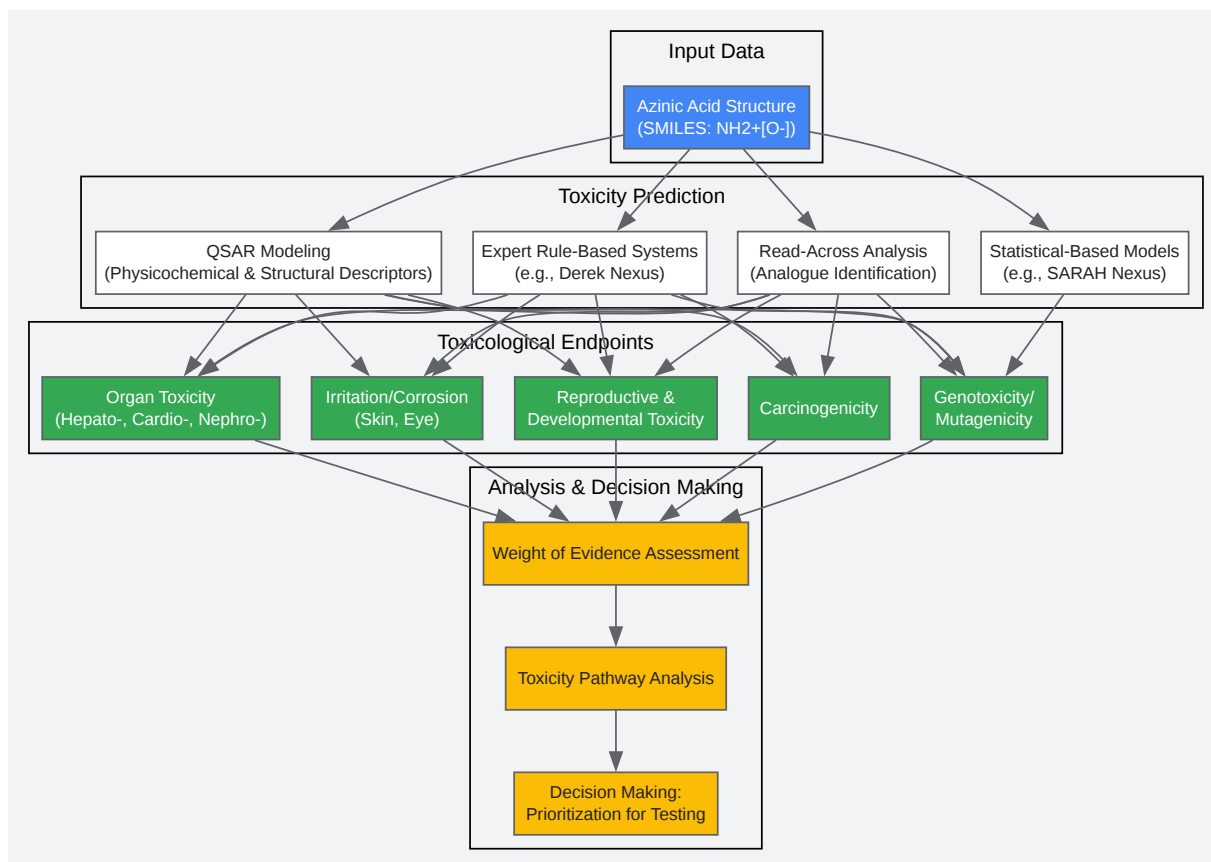 Input Data
Azinic Acid Structure
(SMILES: NH2+[O-])
Toxicity Prediction
QSAR Modeling
(Physicochemical & Structural Descriptors)
Expert Rule-Based Systems
(e.g., Derek Nexus)
Read-Across Analysis
(Analogue Identification)
Statistical-Based Models
(e.g., SARAH Nexus)
Toxicological Endpoints
Organ Toxicity
(Hepato-, Cardio-, Nephro-)
Irritation/Corrosion
(Skin, Eye)
Reproductive &
Developmental Toxicity
Carcinogenicity
Genotoxicity/
Mutagenicity
Analysis & Decision Making
Weight of Evidence Assessment
Toxicity Pathway Analysis
Decision Making:
Prioritization for Testing